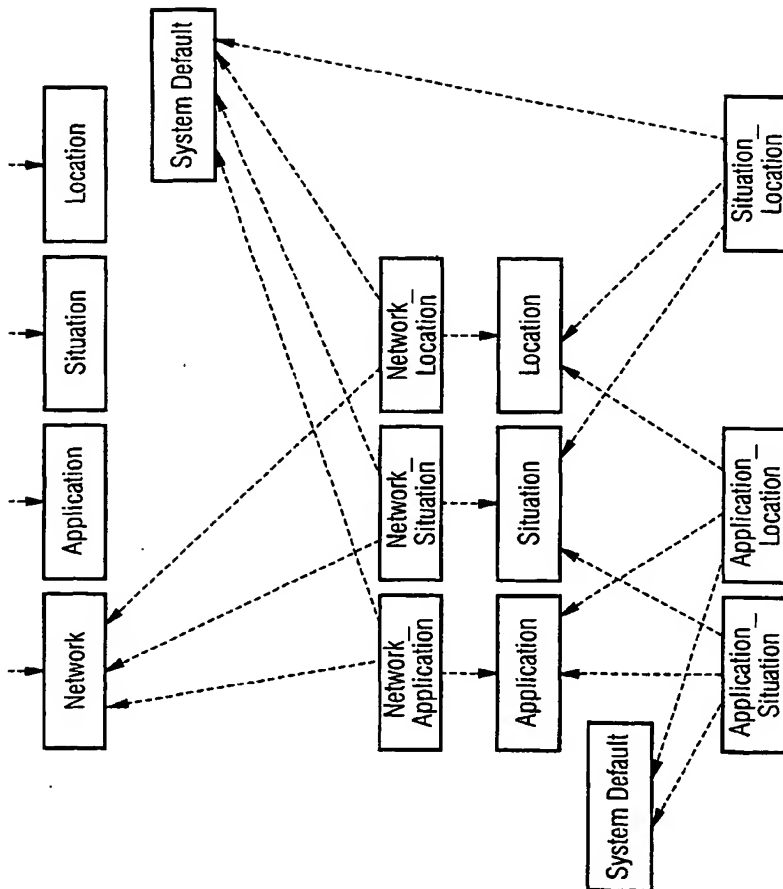 Network
Application
Situation
Location
System Default
Network_
Application
Network_
Situation
Network_
Location
Application
Situation
Location
System Default
Application_
Situation
Application_
Location
Situation_
Location